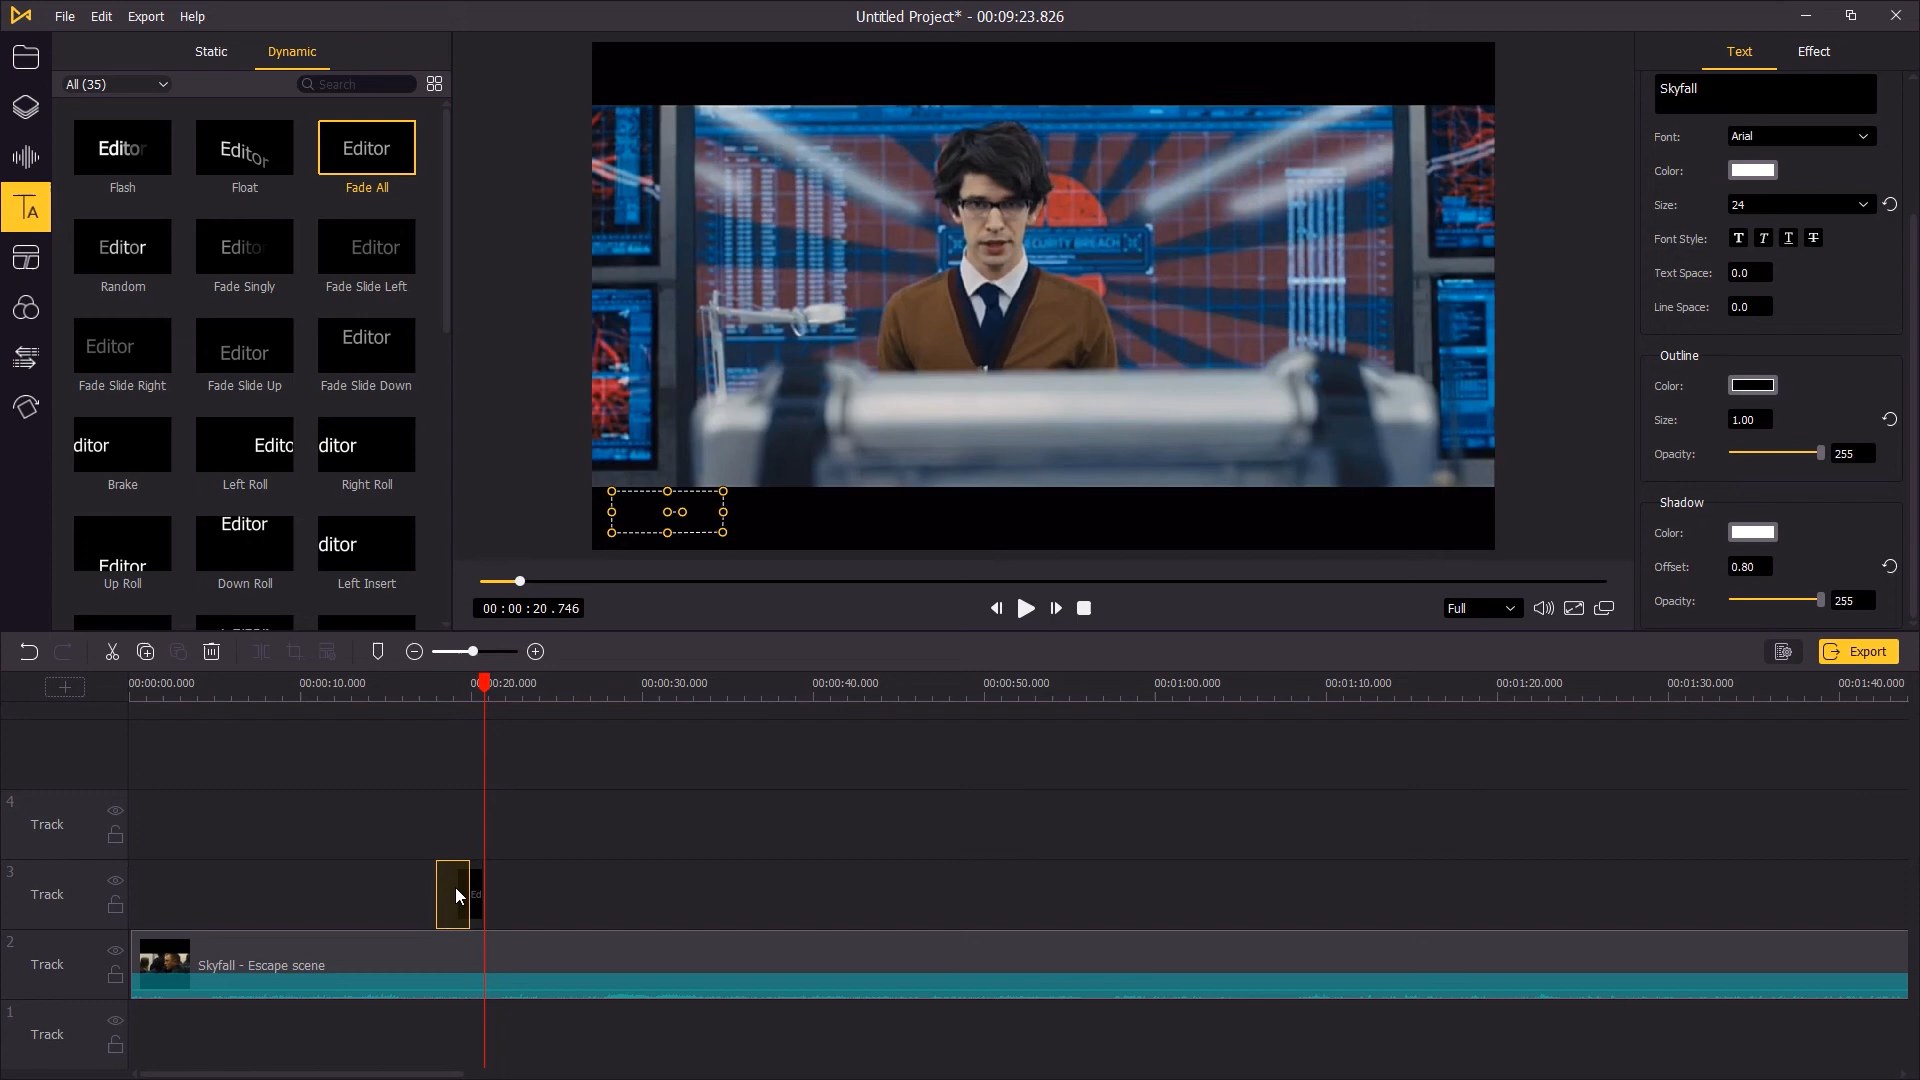 File Edit Export Help
Untitled Project* - 00:09:23.826
Static Dynamic
All (35)
Search
Editor
Flash
Editor
Float
Editor
Fade All
Editor
Random
Editor
Fade Singly
Editor
Fade Slide Left
Editor
Fade Slide Right
Editor
Fade Slide Up
Editor
Fade Slide Down
ditor
Brake
Edito
Left Roll
ditor
Right Roll
Editor
Up Roll
Editor
Down Roll
ditor
Left Insert
CURITY BREACH
00 : 00 : 20 . 746
Full
Text Effect
Skyfall
Font: Arial
Color:
Size: 24
Font Style: T T T T
Text Space: 0.0
Line Space: 0.0
Outline
Color:
Size: 1.00
Opacity: 255
Shadow
Color:
Offset: 0.80
Opacity: 255
Export
00:00:00.000 00:00:10.000 00:00:20.000 00:00:30.000 00:00:40.000 00:00:50.000 00:01:00.000 00:01:10.000 00:01:20.000 00:01:30.000 00:01:40.000
4
Track
3
Track
Ed
2
Track
Skyfall - Escape scene
1
Track